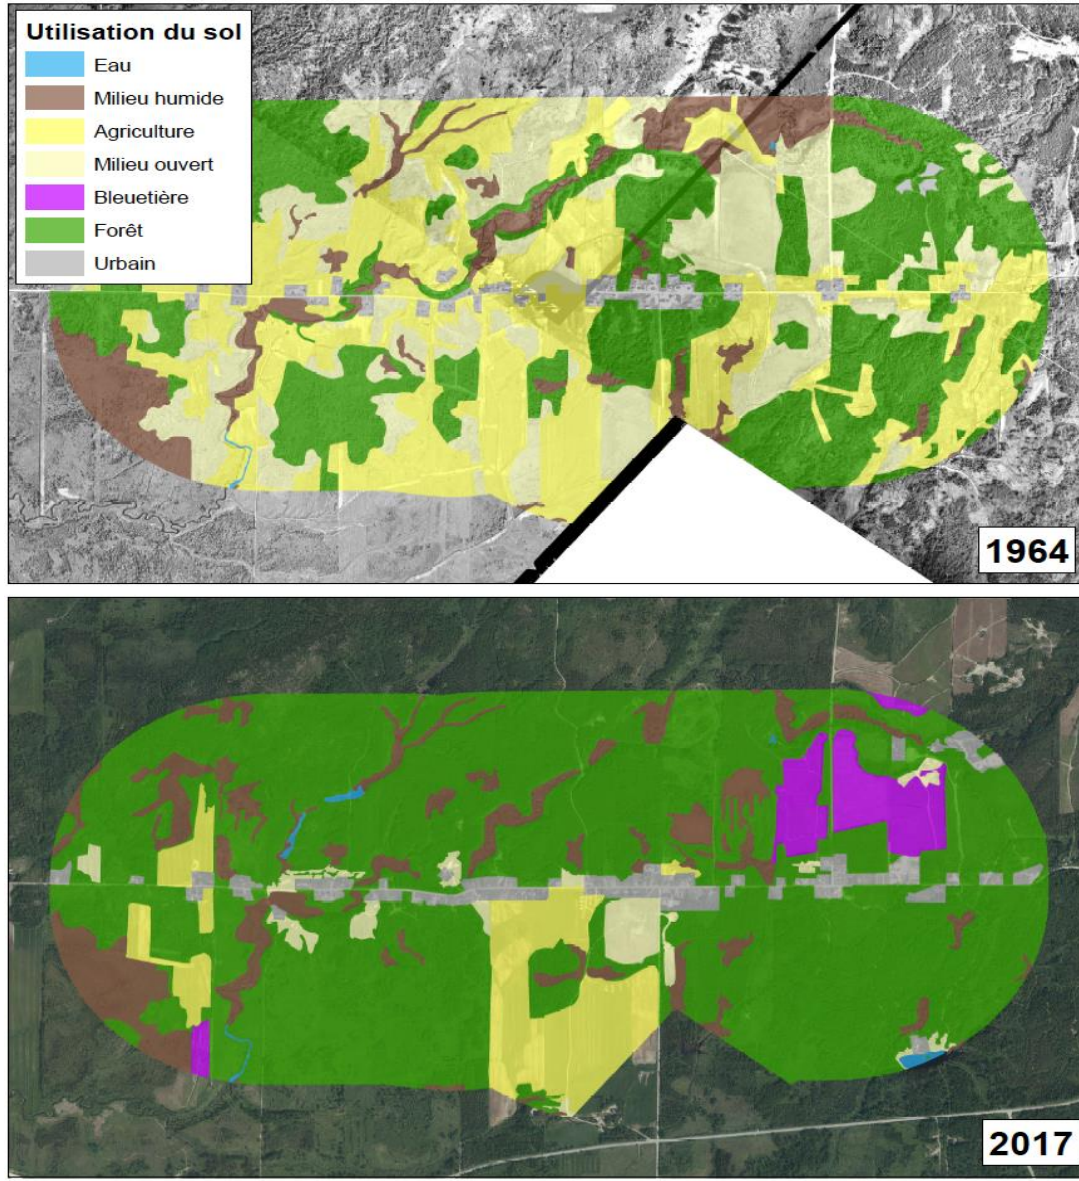 Utilisation du sol
Eau
Milieu humide
Agriculture
Milieu ouvert
Bleuetière
Forêt
Urbain
1964
2017